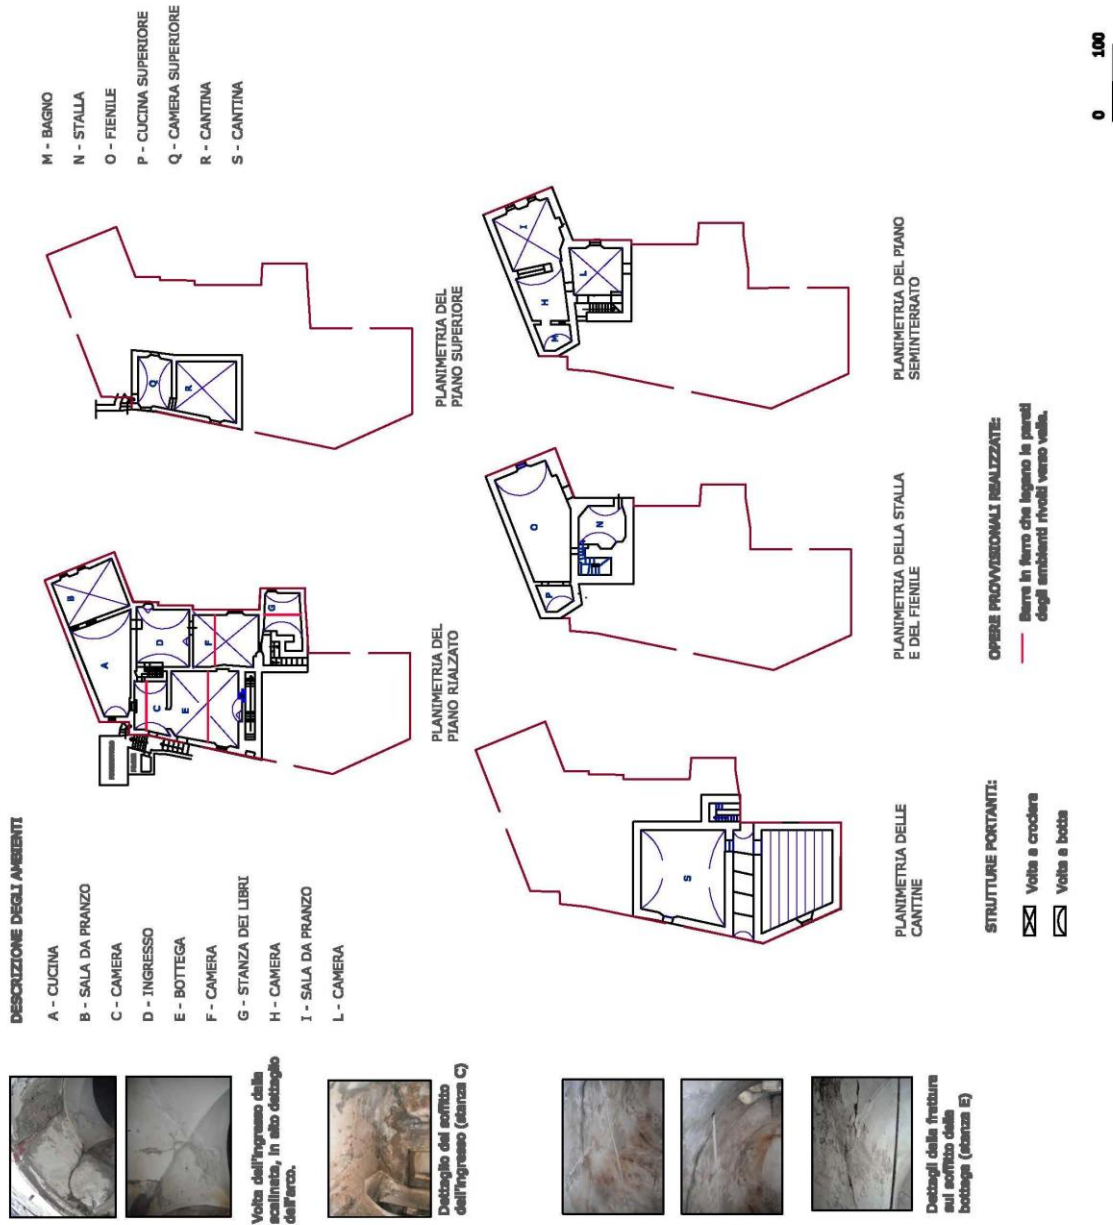 Volta dell'ingresso dalla
scalinata, in alto dettaglio
dell'arco.
Dettaglio del soffitto
dell'ingresso (stanza C)
Dettagli della frattura
sul soffitto della
bottega (stanza E)
DESCRIZIONE DEGLI AMBIENTI
A - CUCINA
B - SALA DA PRANZO
C - CAMERA
D - INGRESSO
E - BOTTEGA
F - CAMERA
G - STANZA DEI LIBRI
H - CAMERA
I - SALA DA PRANZO
L - CAMERA
M - BAGNO
N - STALLA
O - FIENILE
P - CUCINA SUPERIORE
Q - CAMERA SUPERIORE
R - CANTINA
S - CANTINA
A
B
C
D
E
F
G
PLANIMETRIA DEL
PIANO RIALZATO
Q
R
PLANIMETRIA DEL
PIANO SUPERIORE
S
PLANIMETRIA DELLE
CANTINE
P
O
N
PLANIMETRIA DELLA STALLA
E DEL FIENILE
M
H
I
L
PLANIMETRIA DEL PIANO
SEMINTERRATO
STRUTTURE PORTANTI:
Volta a crociera
Volta a botte
OPERE PROVVISIONALI REALIZZATE:
Barre in ferro che legano le pareti
degli ambienti rivolti verso valle.
0 100